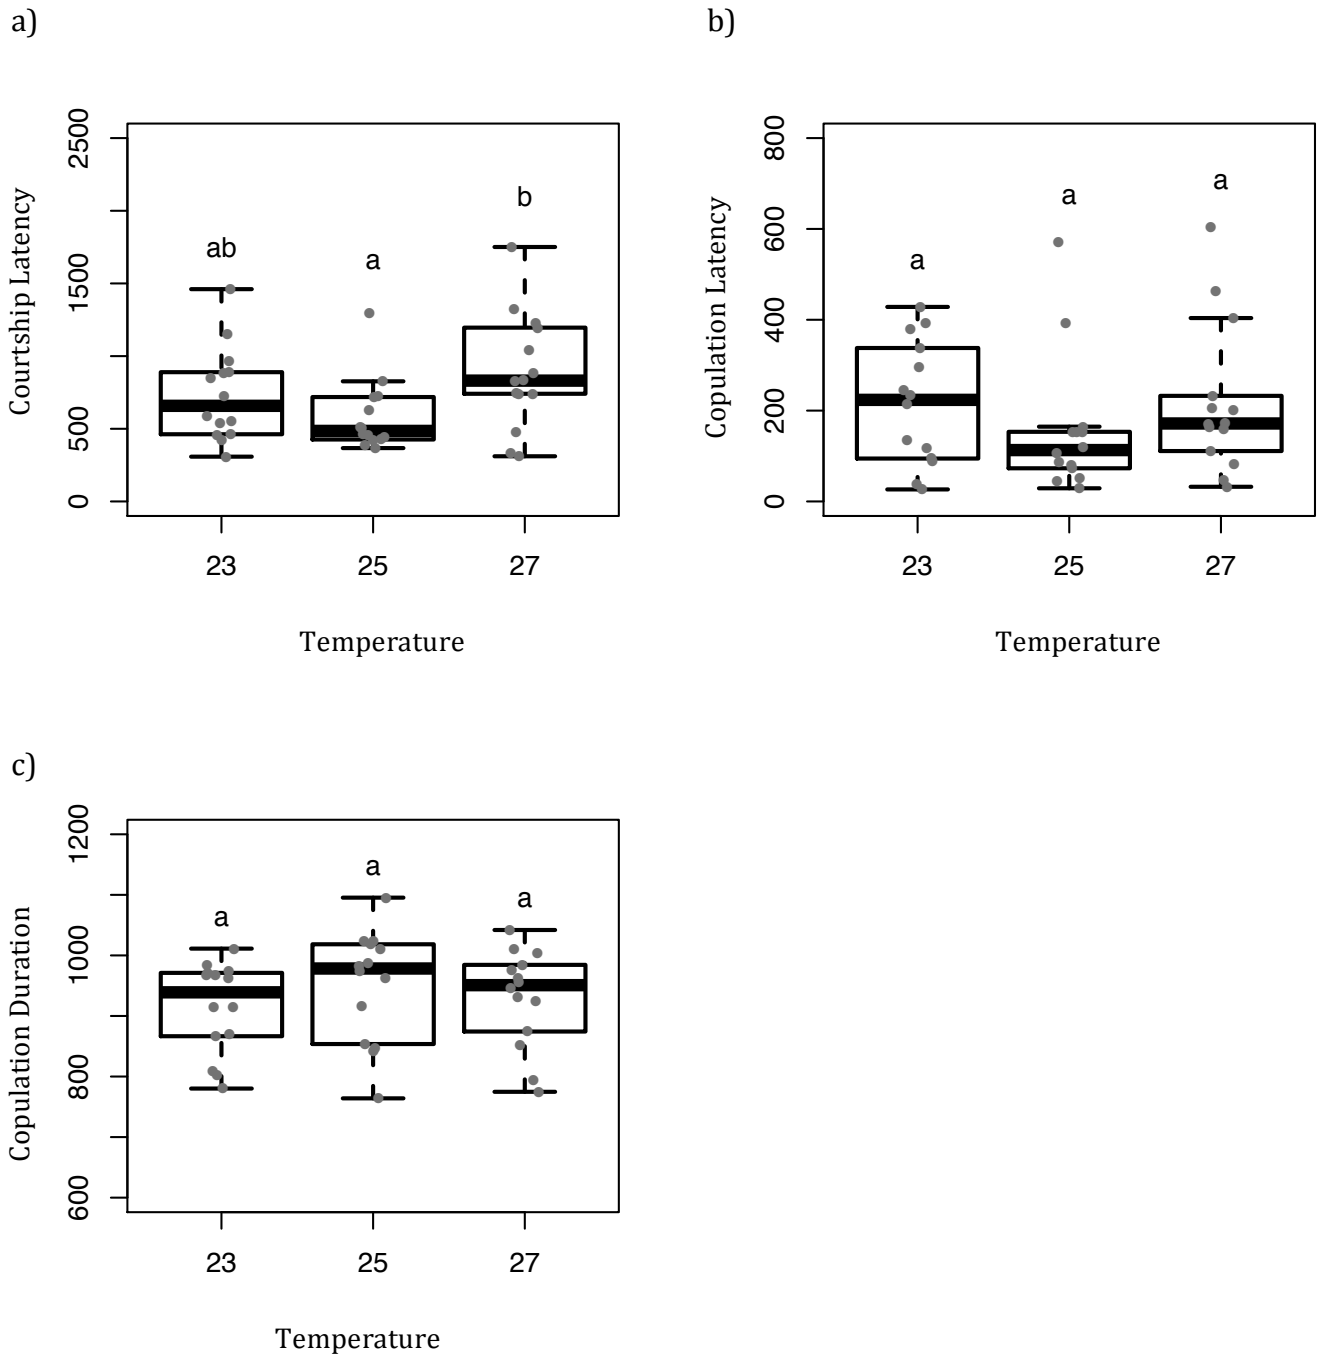 a)
Courtship Latency
2500
1500
500
0
ab
a
b
23 25 27
Temperature
b)
Copulation Latency
800
600
400
200
0
a
a
a
23 25 27
Temperature
c)
Copulation Duration
1200
1000
800
600
a
a
a
23 25 27
Temperature